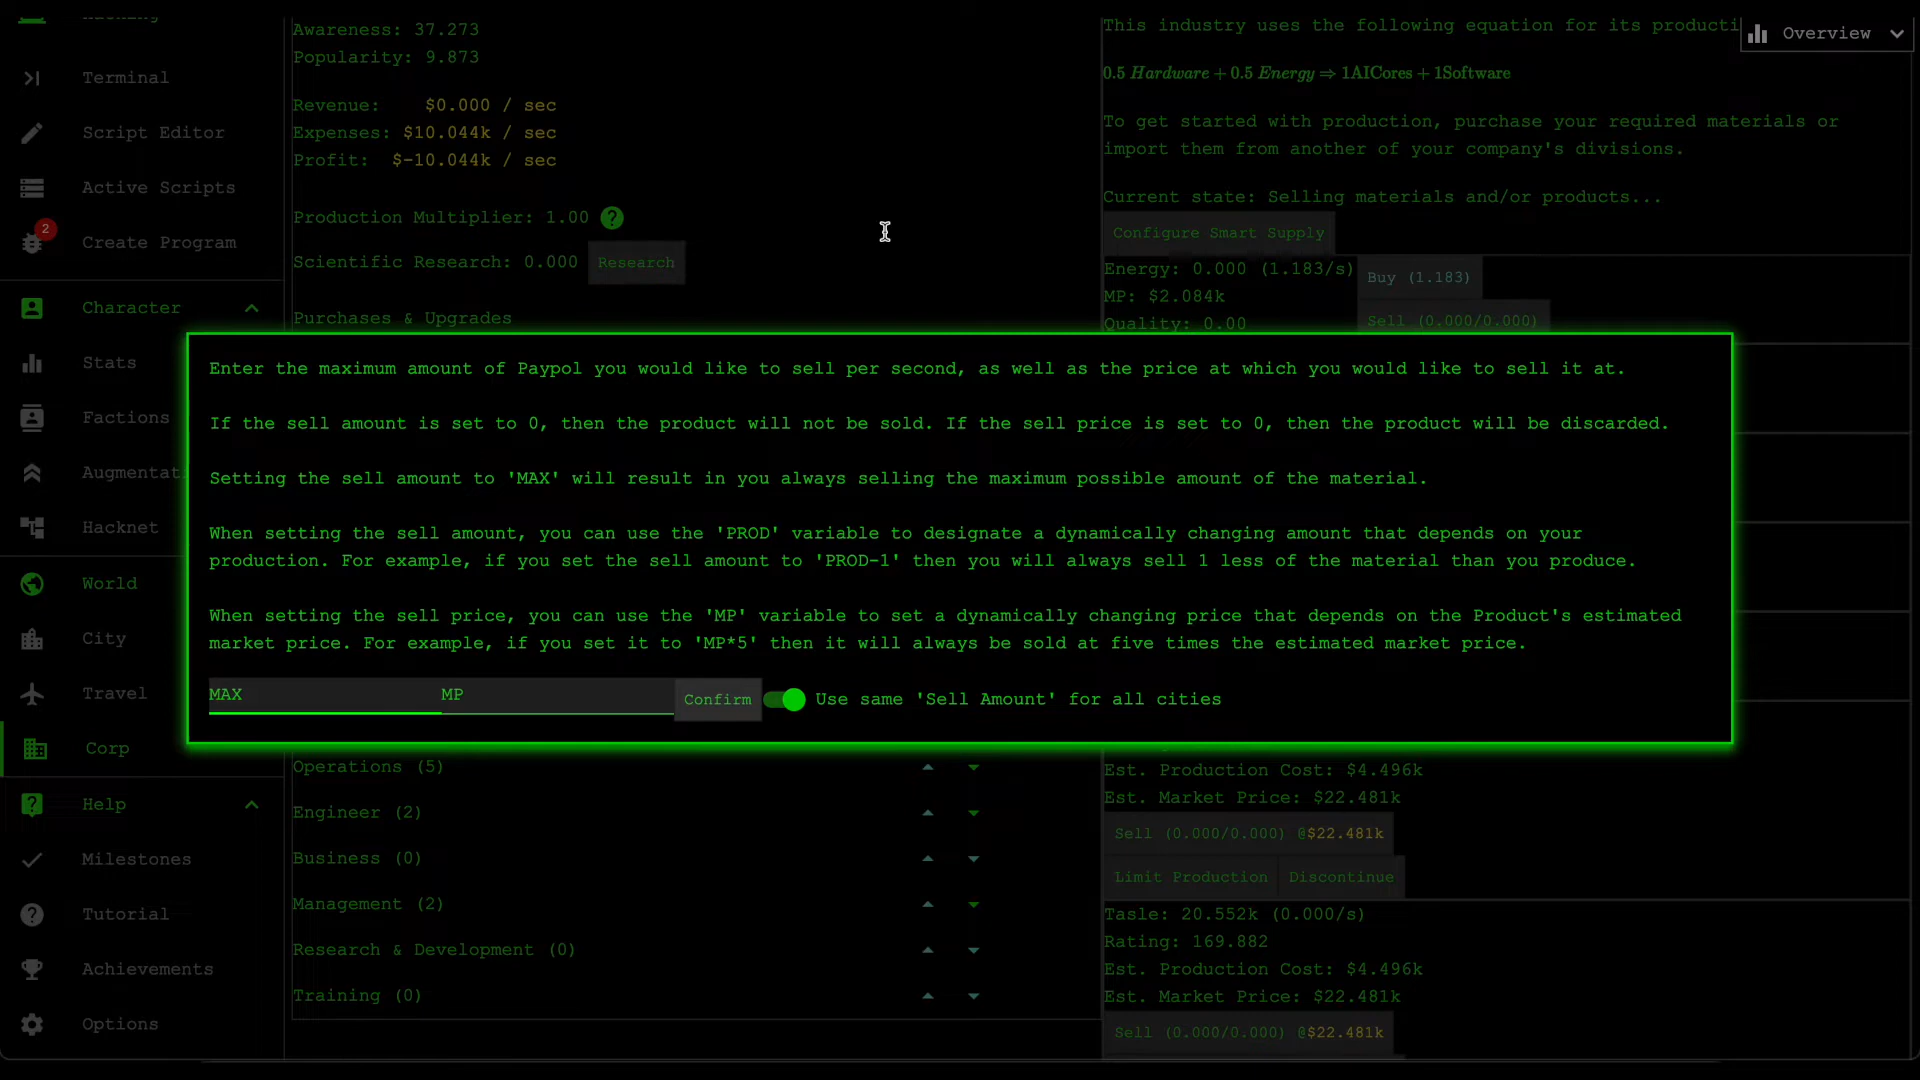 Terminal
Script Editor
Active Scripts
2
Create Program
Character
Stats
Factions
Augmentat
Hacknet
World
City
Travel
Corp
Help
Milestones
Tutorial
Achievements
Options
Awareness: 37.273
Popularity: 9.873
Revenue: $0.000 / sec
Expenses: $10.044k / sec
Profit: $-10.044k / sec
Production Multiplier: 1.00
Scientific Research: 0.000 Research
Purchases & Upgrades
This industry uses the following equation for its producti
Overview
0.5 Hardware + 0.5 Energy ⇒ 1AICores + 1Software
To get started with production, purchase your required materials or
import them from another of your company's divisions.
Current state: Selling materials and/or products...
Configure Smart Supply
Energy: 0.000 (1.183/s)
Buy (1.183)
MP: $2.084k
Quality: 0.00
Sell (0.000/0.000)
Enter the maximum amount of Paypol you would like to sell per second, as well as the price at which you would like to sell it at.
If the sell amount is set to 0, then the product will not be sold. If the sell price is set to 0, then the product will be discarded.
Setting the sell amount to 'MAX' will result in you always selling the maximum possible amount of the material.
When setting the sell amount, you can use the 'PROD' variable to designate a dynamically changing amount that depends on your
production. For example, if you set the sell amount to 'PROD-1' then you will always sell 1 less of the material than you produce.
When setting the sell price, you can use the 'MP' variable to set a dynamically changing price that depends on the Product's estimated
market price. For example, if you set it to 'MP*5' then it will always be sold at five times the estimated market price.
MAX MP Confirm Use same 'Sell Amount' for all cities
Operations (5)
Engineer (2)
Business (0)
Management (2)
Research & Development (0)
Training (0)
Est. Production Cost: $4.496k
Est. Market Price: $22.481k
Sell (0.000/0.000) @$22.481k
Limit Production Discontinue
Tasle: 20.552k (0.000/s)
Rating: 169.882
Est. Production Cost: $4.496k
Est. Market Price: $22.481k
Sell (0.000/0.000) @$22.481k